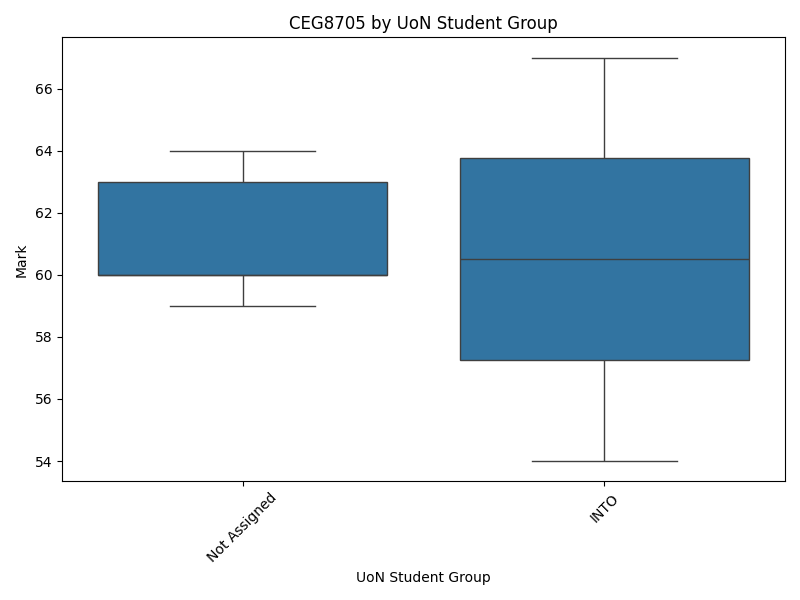 CEG8705 by UoN Student Group
Mark
66
64
62
60
58
56
54
Not Assigned
INTO
UoN Student Group